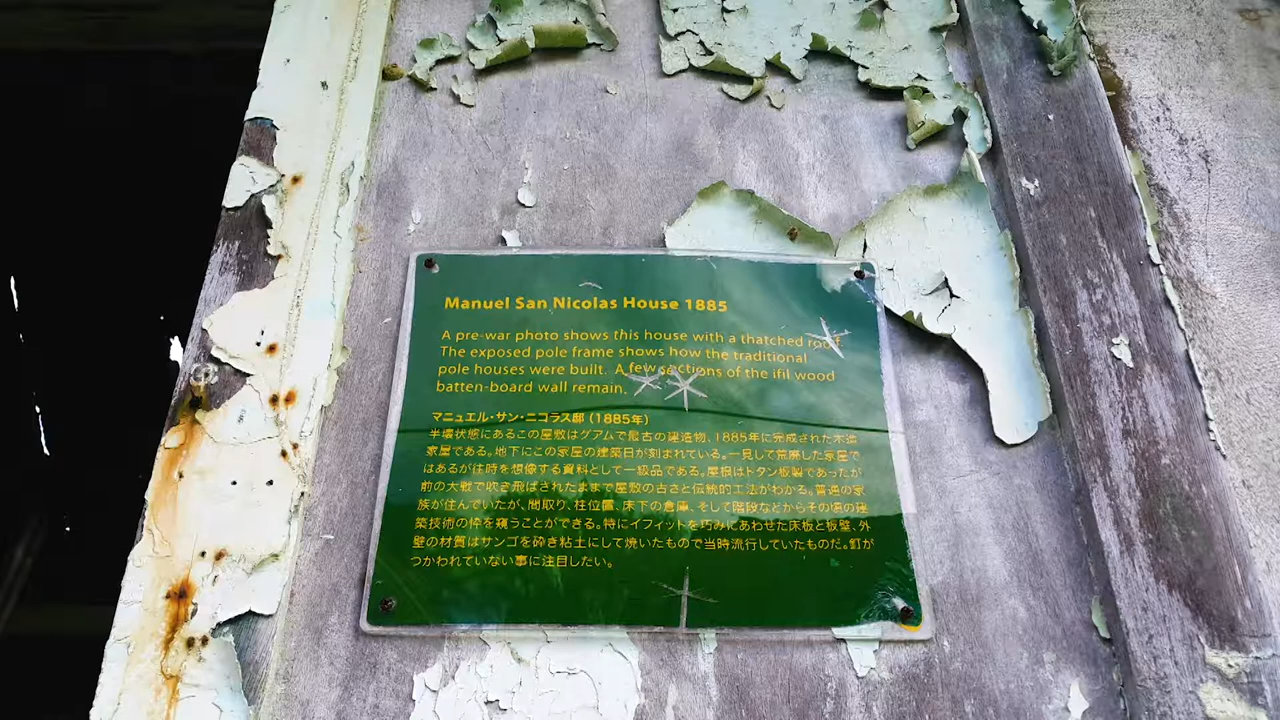 Manuel San Nicolas House 1885
A pre-war photo shows this house with a thatched roof.
The exposed pole frame shows how the traditional
pole houses were built. A few sections of the ifil wood
batten-board wall remain.
マニュエル・サン・ニコラス邸 (1885年)
半壊状態にあるこの屋敷はグアムで最古の建造物、1885年に完成された木造
家屋である。地下にこの家屋の建築日が刻まれている。一見して荒廃した家屋で
はあるが往時を想像する資料として一級品である。屋根はトタン板製であったが
前の大戦で吹き飛ばされたままで屋敷の古さと伝統的工法がわかる。普通の家
族が住んでいたが、間取り、柱位置、床下の倉庫、そして階段などからその頃の建
築技術の粋を窺うことができる。特にイフィットを巧みにあわせた床板と板壁、外
壁の材質はサンゴを砕き粘土にして焼いたもので当時流行していたものだ。釘が
つかわれていない事に注目したい。